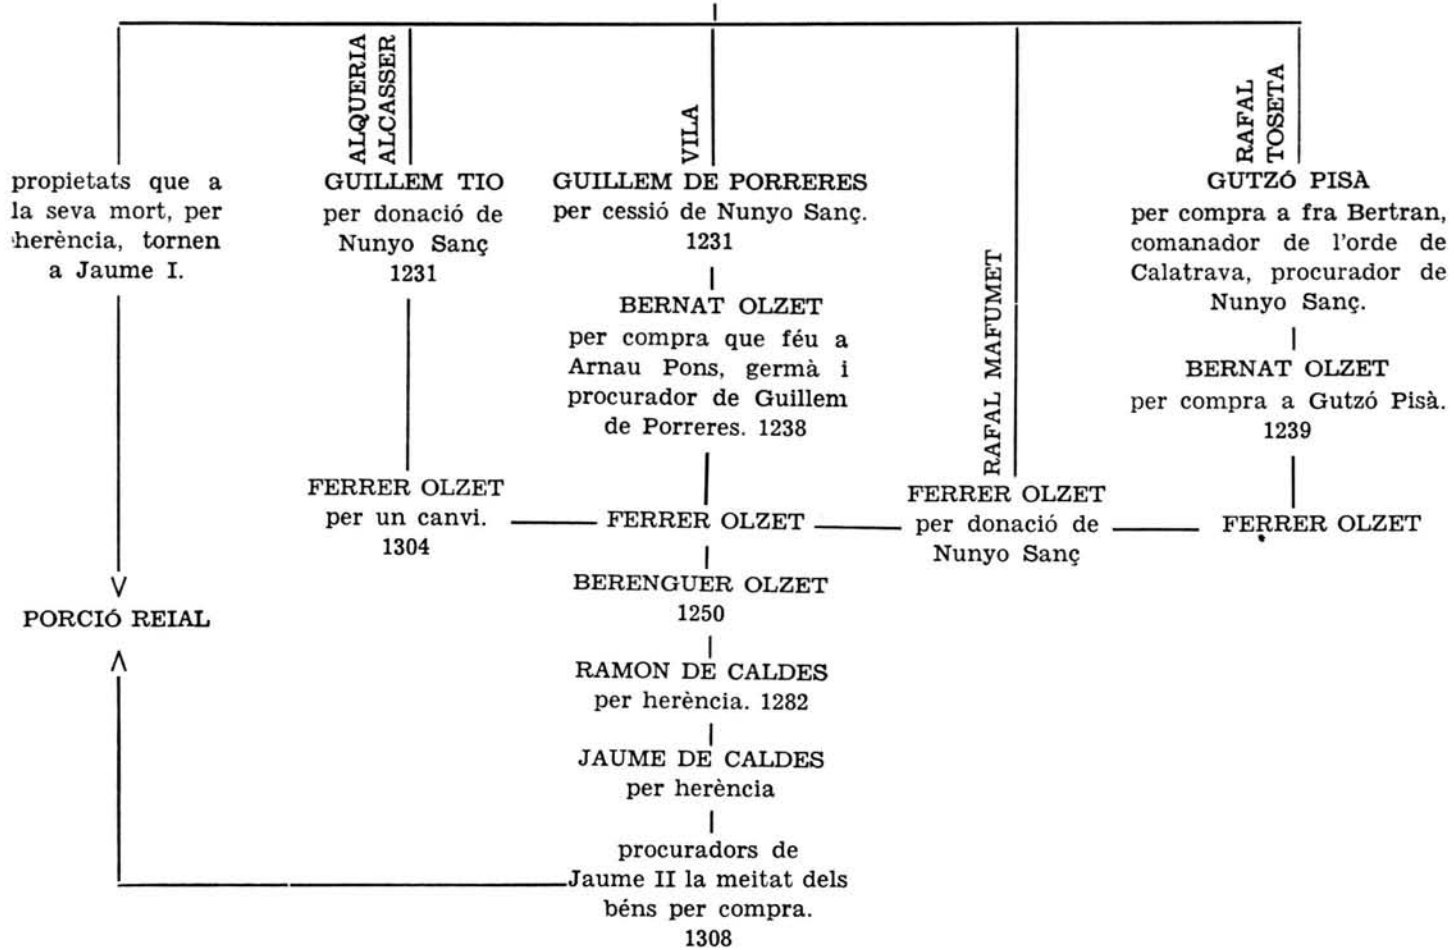 propietats que a
la seva mort, per
herència, tornen
a Jaume I.
PORCIÓ REIAL
ALQUERIA
ALCASSER
GUILLEM TIO
per donació de
Nunyo Sanç
1231
FERRER OLZET
per un canvi.
1304
VILA
GUILLEM DE PORRERES
per cessió de Nunyo Sanç.
1231
BERNAT OLZET
per compra que féu a
Arnau Pons, germà i
procurador de Guillem
de Porreres. 1238
FERRER OLZET
BERENGUER OLZET
1250
RAMON DE CALDES
per herència. 1282
JAUME DE CALDES
per herència
procuradors de
Jaume II la meitat dels
béns per compra.
1308
RAFAL MAFUMET
FERRER OLZET
per donació de
Nunyo Sanç
RAFAL
TOSETA
GUTZÓ PISÀ
per compra a fra Bertran,
comanador de l'orde de
Calatrava, procurador de
Nunyo Sanç.
BERNAT OLZET
per compra a Gutzó Pisà.
1239
FERRER OLZET